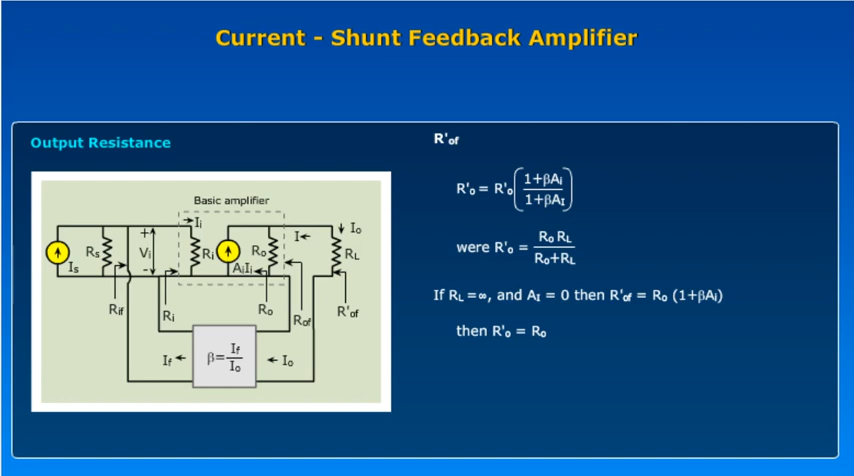 Current - Shunt Feedback Amplifier
Output Resistance
Basic amplifier
Ii
Io
I
+
Vi
-
Rs
Is
Ri
AiIi
Ro
RL
Rif
Ri
Ro
Rof
R'of
If
β=If/Io
Io
R'of
R'o = R'o(1+βAi/1+βAI)
were R'o = Ro RL/Ro+RL
If RL =∞, and AI = 0 then R'of = Ro (1+βAi)
then R'o = Ro